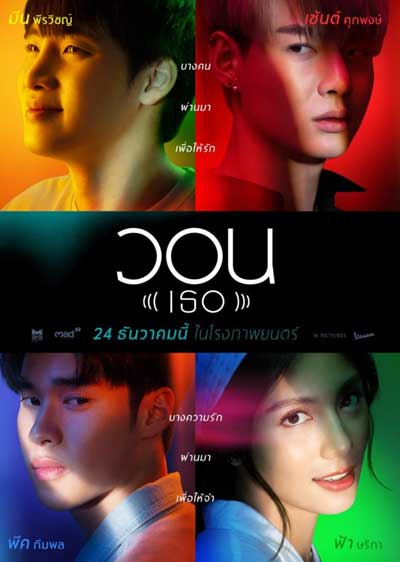 มีน พีรวิชญ์
เซ้นต์ ศุภพงษ์
บางคน
ผ่านมา
เพื่อให้รัก
วอน
((( เธอ )))
mad
24 ธันวาคมนี้ ในโรงภาพยนตร์
M PICTURES
บางความรัก
ผ่านมา
เพื่อให้จำ
พีค ภีมพล
ฟ้า ษริกา